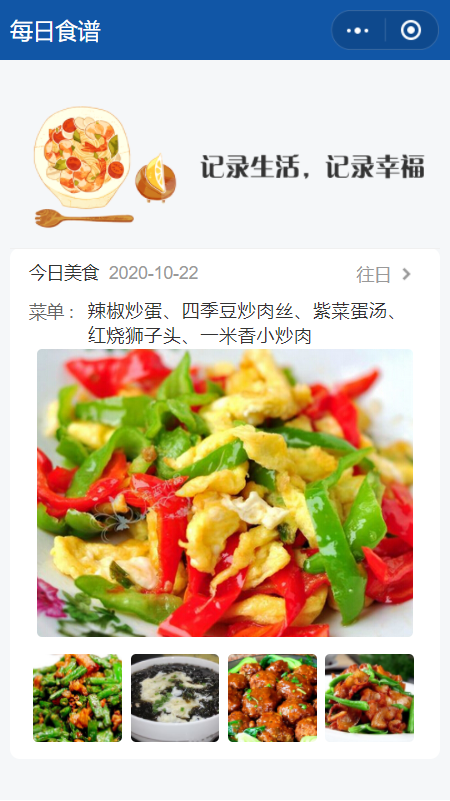 每日食谱
记录生活，记录幸福
今日美食 2020-10-22 往日
菜单： 辣椒炒蛋、四季豆炒肉丝、紫菜蛋汤、
红烧狮子头、一米香小炒肉